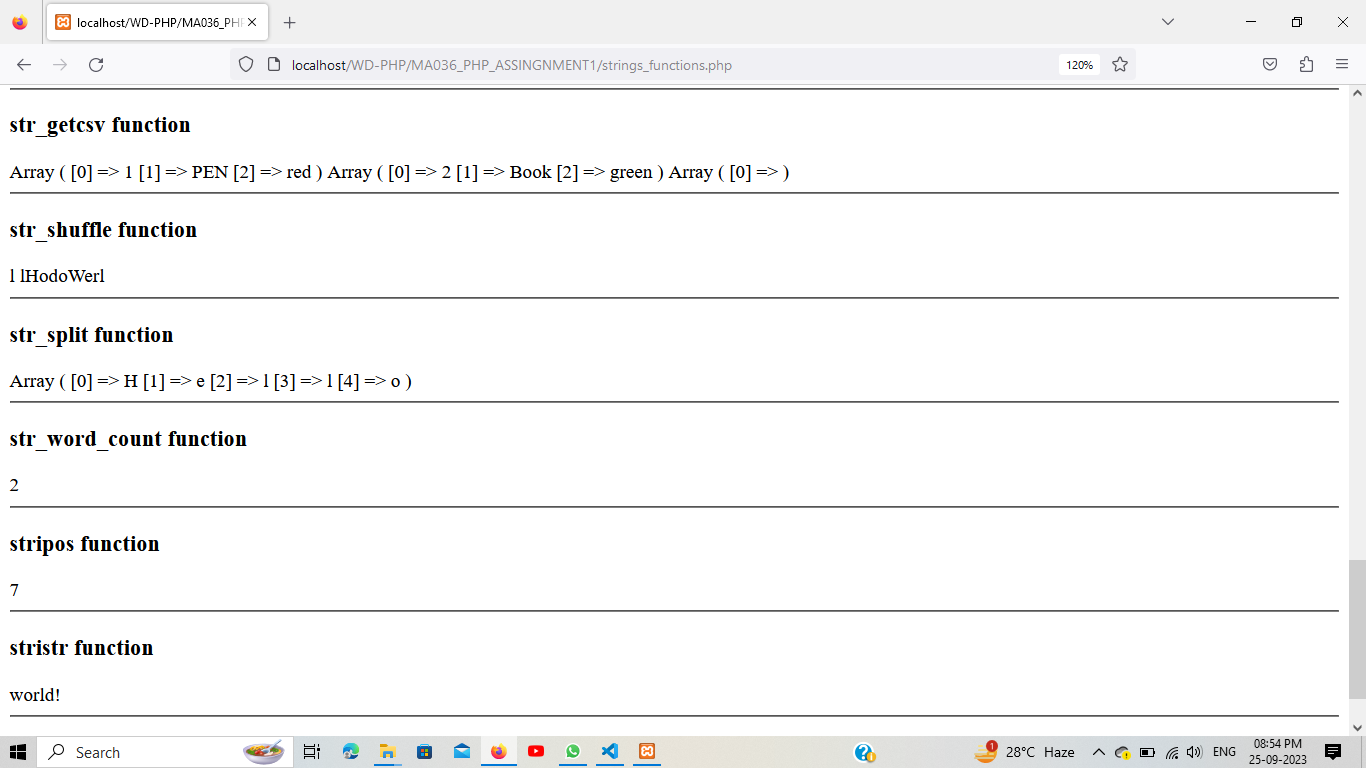 localhost/WD-PHP/MA036_PHP
localhost/WD-PHP/MA036_PHP_ASSINGNMENT1/strings_functions.php
120%
str_getcsv function
Array ( [0] => 1 [1] => PEN [2] => red ) Array ( [0] => 2 [1] => Book [2] => green ) Array ( [0] => )
str_shuffle function
l lHodoWerl
str_split function
Array ( [0] => H [1] => e [2] => l [3] => l [4] => o )
str_word_count function
2
stripos function
7
stristr function
world!
Search
1
28°C Haze
ENG
08:54 PM
25-09-2023